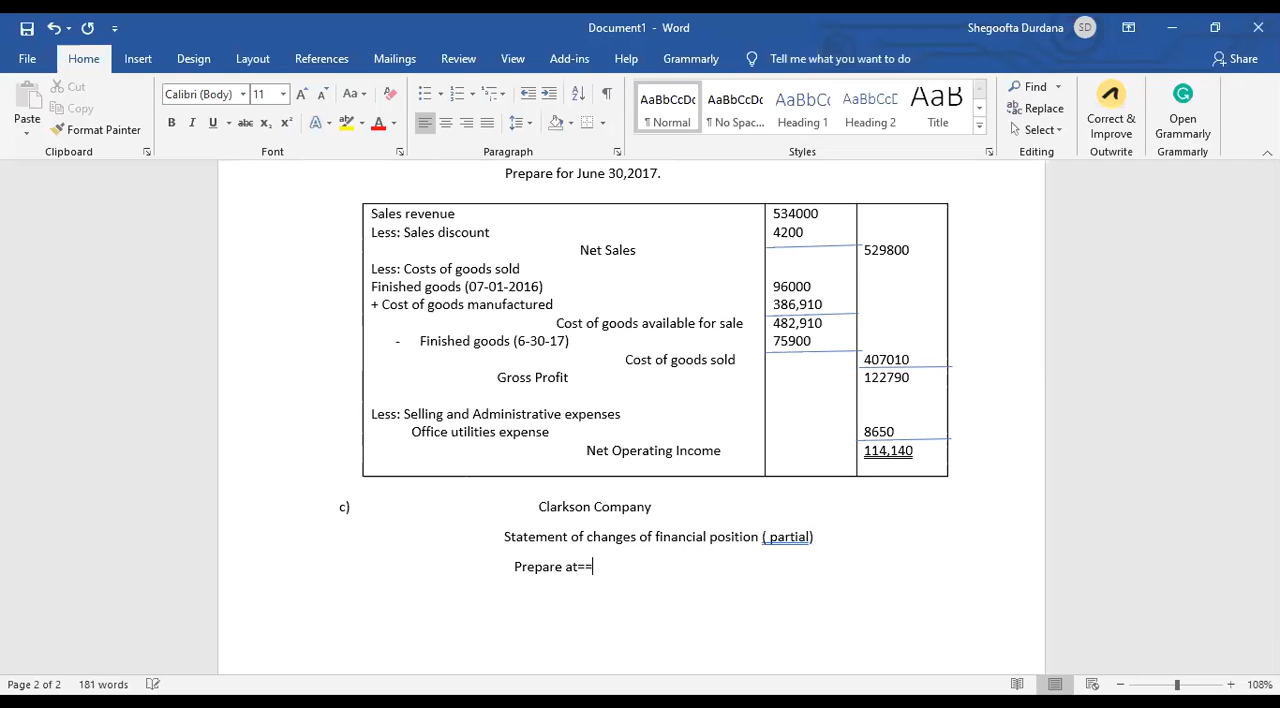 Document1 - Word
Shegoofta Durdana
SD
File Home Insert Design Layout References Mailings Review View Add-ins Help Grammarly Tell me what you want to do Share
Paste
Cut
Copy
Format Painter
Clipboard
Calibri (Body) 11
Font
Paragraph
AaBbCcDc AaBbCcDc AaBbCc AaBbCcD AaB
¶ Normal ¶ No Spac... Heading 1 Heading 2 Title
Styles
Find
Replace
Select
Editing
Correct & Improve
Outwrite
Open Grammarly
Grammarly
Prepare for June 30,2017.
Sales revenue 534000
Less: Sales discount 4200
Net Sales 529800
Less: Costs of goods sold
Finished goods (07-01-2016) 96000
+ Cost of goods manufactured 386,910
Cost of goods available for sale 482,910
- Finished goods (6-30-17) 75900
Cost of goods sold 407010
Gross Profit 122790
Less: Selling and Administrative expenses
Office utilities expense 8650
Net Operating Income 114,140
c) Clarkson Company
Statement of changes of financial position ( partial)
Prepare at==
Page 2 of 2 181 words 108%